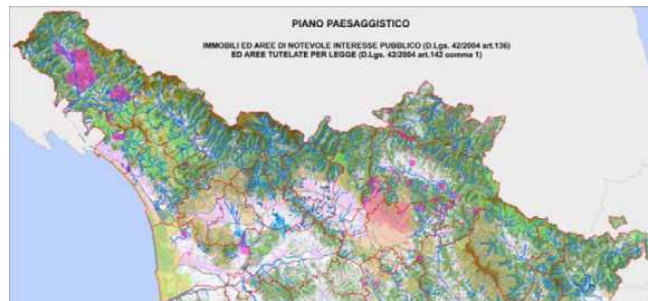 PIANO PAESAGGISTICO
IMMOBILI ED AREE DI NOTEVOLE INTERESSE PUBBLICO (D.Lgs. 42/2004 art.136)
ED AREE TUTELATE PER LEGGE (D.Lgs. 42/2004 art.142 comma 1)